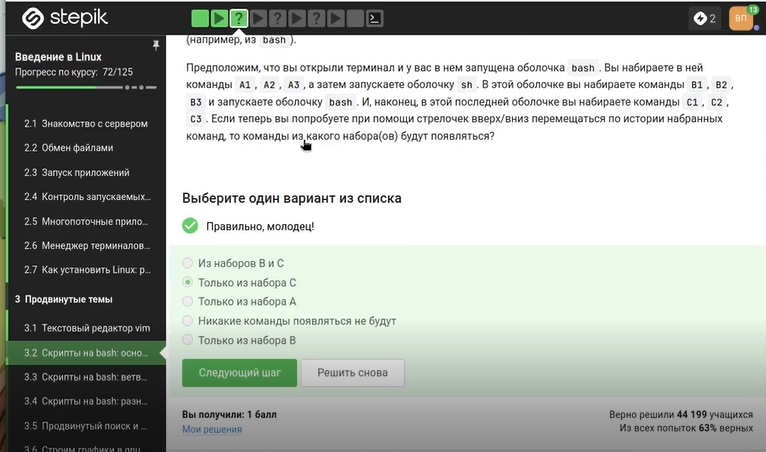 stepik
2
ВП
13
Введение в Linux
Прогресс по курсу: 72/125
2.1 Знакомство с сервером
2.2 Обмен файлами
2.3 Запуск приложений
2.4 Контроль запускаемых...
2.5 Многопоточные прило...
2.6 Менеджер терминалов...
2.7 Как установить Linux: р...
3 Продвинутые темы
3.1 Текстовый редактор vim
3.2 Скрипты на bash: осно...
3.3 Скрипты на bash: ветв...
3.4 Скрипты на bash: разн...
3.5 Продвинутый поиск и ...
3.6 Строим графики в gnu...
(например, из bash ).
Предположим, что вы открыли терминал и у вас в нем запущена оболочка bash . Вы набираете в ней
команды A1 , A2 , A3 , а затем запускаете оболочку sh . В этой оболочке вы набираете команды B1 , B2 ,
B3 и запускаете оболочку bash . И, наконец, в этой последней оболочке вы набираете команды C1 , C2 ,
C3 . Если теперь вы попробуете при помощи стрелочек вверх/вниз перемещаться по истории набранных
команд, то команды из какого набора(ов) будут появляться?
Выберите один вариант из списка
Правильно, молодец!
Из наборов B и C
Только из набора C
Только из набора A
Никакие команды появляться не будут
Только из набора B
Следующий шаг
Решить снова
Вы получили: 1 балл
Мои решения
Верно решили 44 199 учащихся
Из всех попыток 63% верных